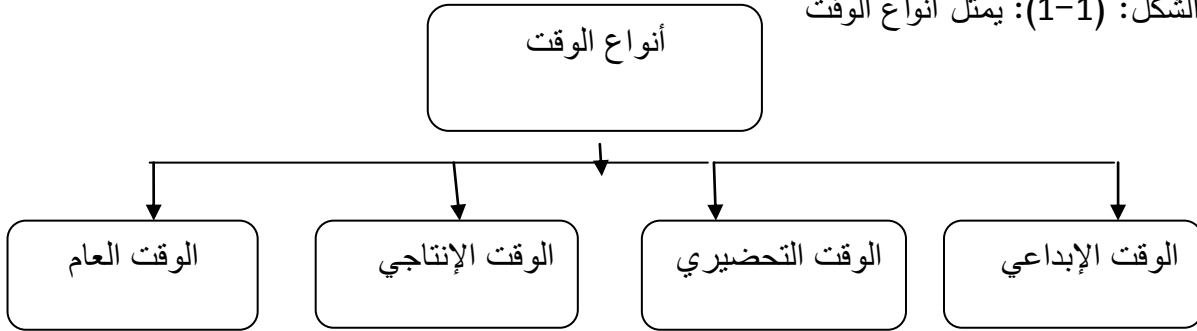 الشكل: (1-1): يمثل أنواع الوقت
أنواع الوقت
الوقت الإبداعي
الوقت التحضيري
الوقت الإنتاجي
الوقت العام